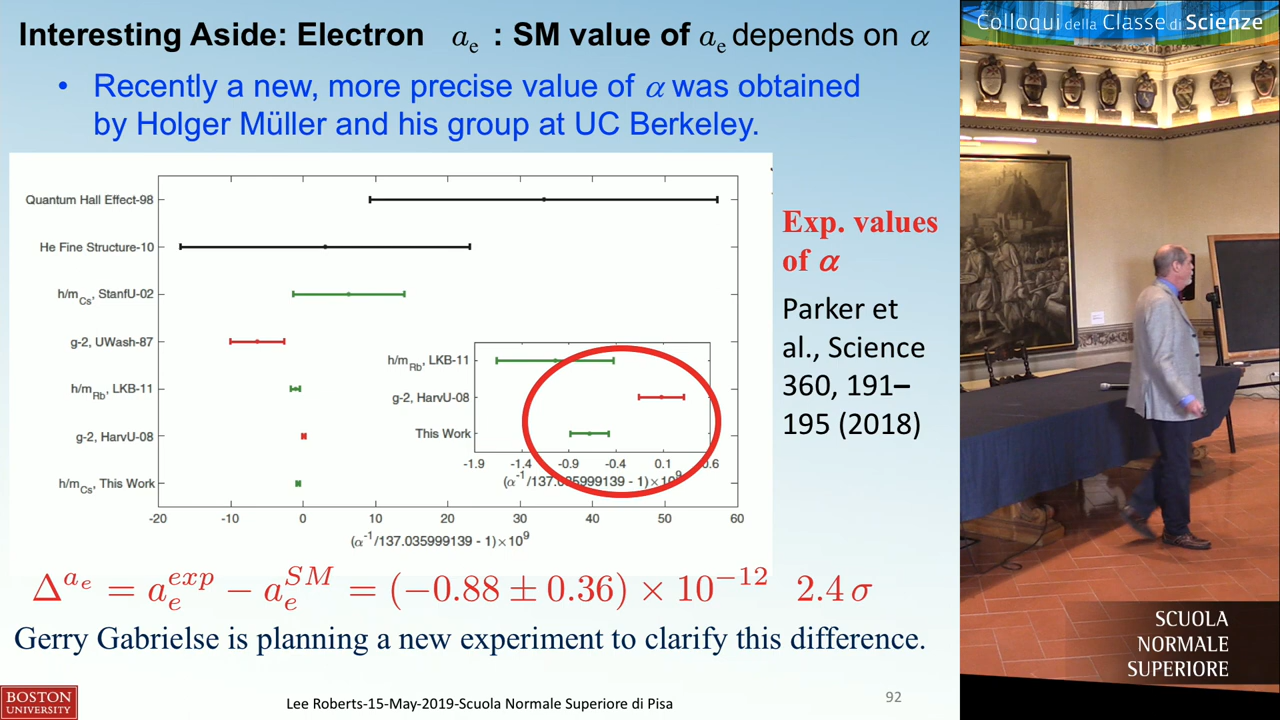 Interesting Aside: Electron a_e : SM value of a_e depends on α
• Recently a new, more precise value of α was obtained
by Holger Müller and his group at UC Berkeley.
Quantum Hall Effect-98
He Fine Structure-10
h/m_Cs, StanfU-02
g-2, UWash-87
h/m_Rb, LKB-11
g-2, HarvU-08
h/m_Cs, This Work
-20 -10 0 10 20 30 40 50 60
(α^-1/137.035999139 - 1)×10^9
h/m_Rb, LKB-11
g-2, HarvU-08
This Work
-1.9 -1.4 -0.9 -0.4 0.1 0.6
(α^-1/137.035999139 - 1)×10^9
Exp. values
of α
Parker et
al., Science
360, 191–
195 (2018)
Δ^{a_e} = a_e^{exp} − a_e^{SM} = (−0.88 ± 0.36) × 10^{−12} 2.4 σ
Gerry Gabrielse is planning a new experiment to clarify this difference.
BOSTON
UNIVERSITY
Lee Roberts-15-May-2019-Scuola Normale Superiore di Pisa
92
Colloqui della Classe di Scienze
SCUOLA
NORMALE
SUPERIORE